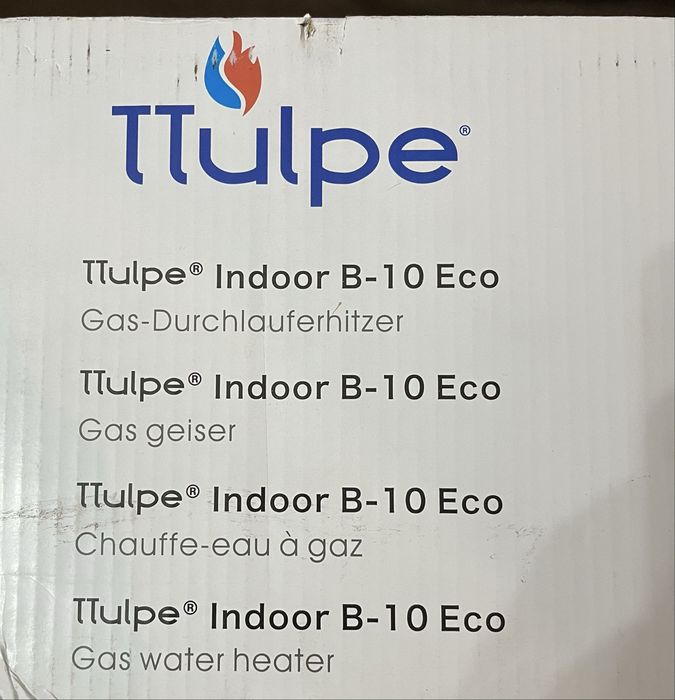 TTulpe®
TTulpe® Indoor B-10 Eco
Gas-Durchlauferhitzer
TTulpe® Indoor B-10 Eco
Gas geiser
TTulpe® Indoor B-10 Eco
Chauffe-eau à gaz
TTulpe® Indoor B-10 Eco
Gas water heater